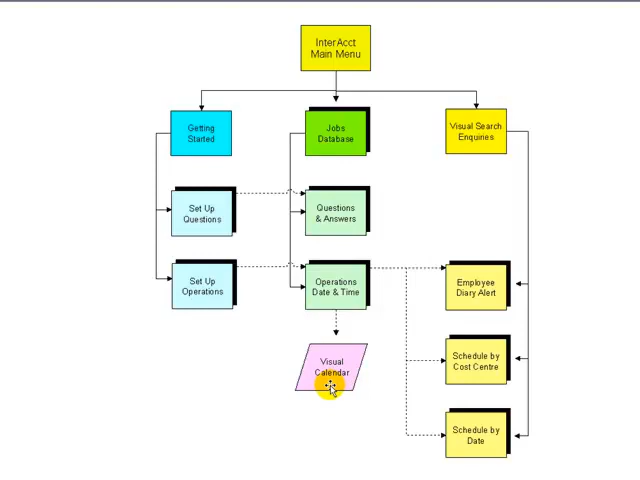 InterAcct
Main Menu
Getting
Started
Jobs
Database
Visual Search
Enquiries
Set Up
Questions
Questions
& Answers
Set Up
Operations
Operations
Date & Time
Employee
Diary Alert
Visual
Calendar
Schedule by
Cost Centre
Schedule by
Date